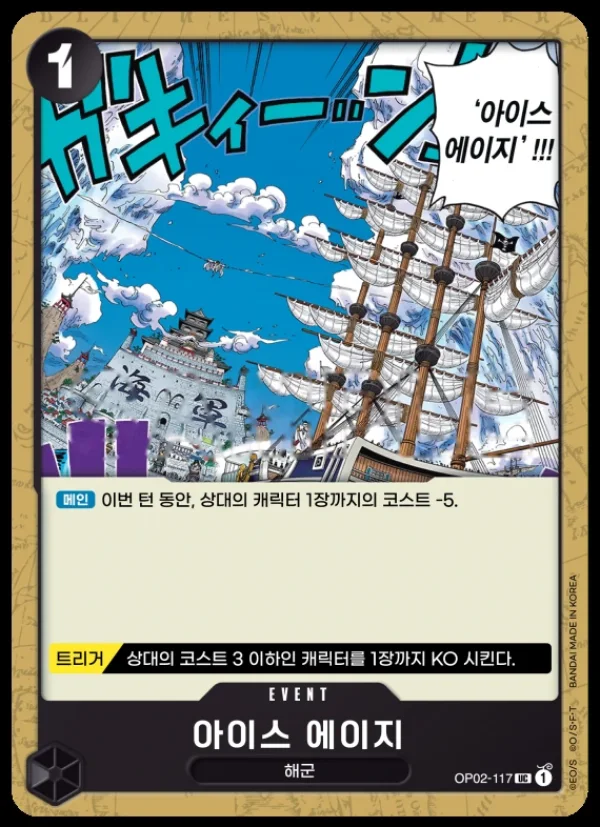 1
ガキィーーン
'아이스
에이지' !!!
海軍
메인 이번 턴 동안, 상대의 캐릭터 1장까지의 코스트 -5.
트리거 상대의 코스트 3 이하인 캐릭터를 1장까지 KO 시킨다.
EVENT
아이스 에이지
해군
OP02-117 UC 1
©E.O/S. ©O/S・F・T BANDAI MADE IN KOREA